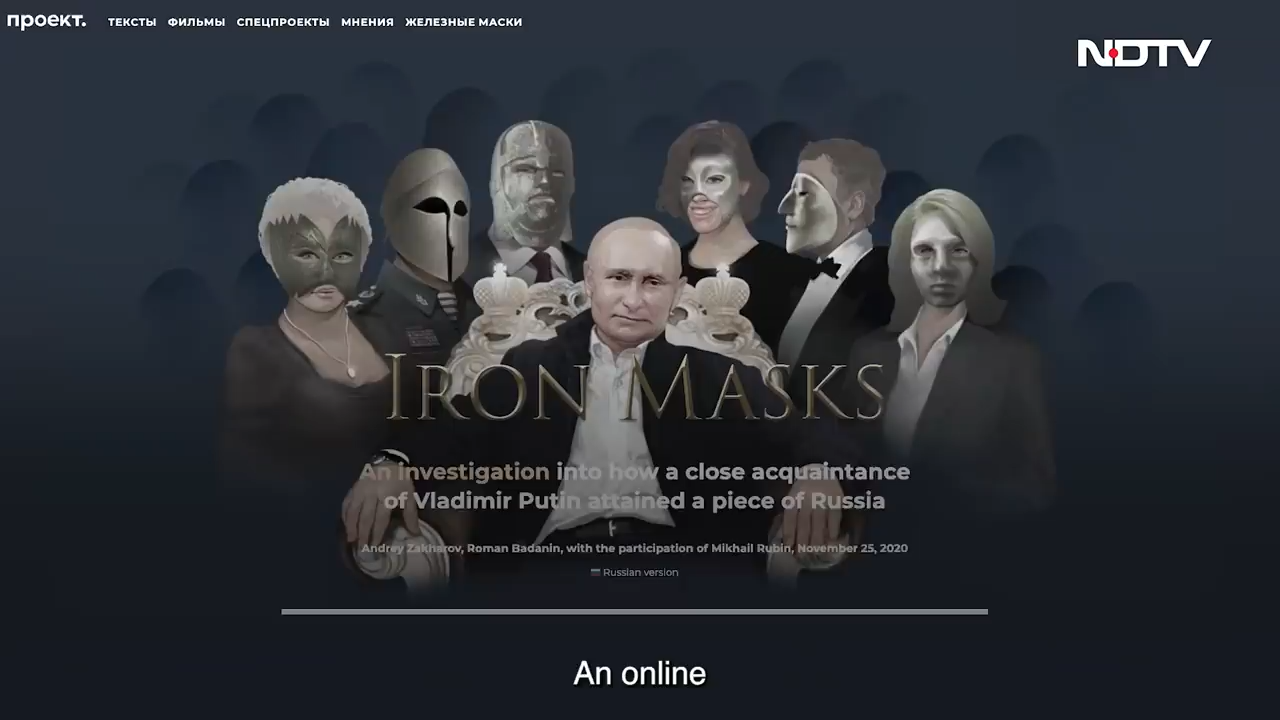 проект.
ТЕКСТЫ ФИЛЬМЫ СПЕЦПРОЕКТЫ МНЕНИЯ ЖЕЛЕЗНЫЕ МАСКИ
NDTV
IRON MASKS
An investigation into how a close acquaintance
of Vladimir Putin attained a piece of Russia
Andrey Zakharov, Roman Badanin, with the participation of Mikhail Rubin, November 25, 2020
Russian version
An online